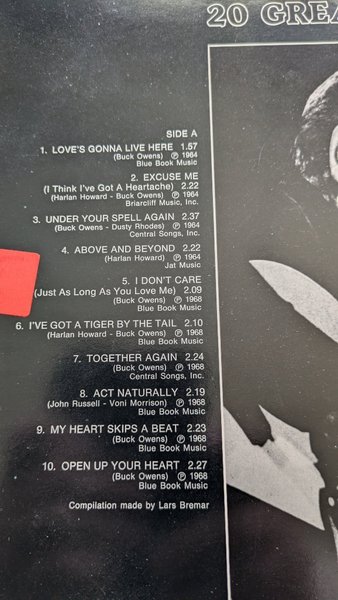 20 GREA
SIDE A
1. LOVE'S GONNA LIVE HERE 1.57
(Buck Owens) Ⓟ 1964
Blue Book Music
2. EXCUSE ME
(I Think I've Got A Heartache) 2.22
(Harlan Howard - Buck Owens) Ⓟ 1964
Briarcliff Music, Inc.
3. UNDER YOUR SPELL AGAIN 2.37
(Buck Owens - Dusty Rhodes) Ⓟ 1964
Central Songs, Inc.
4. ABOVE AND BEYOND 2.22
(Harlan Howard) Ⓟ 1964
Jat Music
5. I DON'T CARE
(Just As Long As You Love Me) 2.09
(Buck Owens) Ⓟ 1968
Blue Book Music
6. I'VE GOT A TIGER BY THE TAIL 2.10
(Harlan Howard - Buck Owens) Ⓟ 1968
Blue Book Music
7. TOGETHER AGAIN 2.24
(Buck Owens) Ⓟ 1968
Central Songs, Inc.
8. ACT NATURALLY 2.19
(John Russell - Voni Morrison) Ⓟ 1968
Blue Book Music
9. MY HEART SKIPS A BEAT 2.23
(Buck Owens) Ⓟ 1968
Blue Book Music
10. OPEN UP YOUR HEART 2.27
(Buck Owens) Ⓟ 1968
Blue Book Music
Compilation made by Lars Bremar